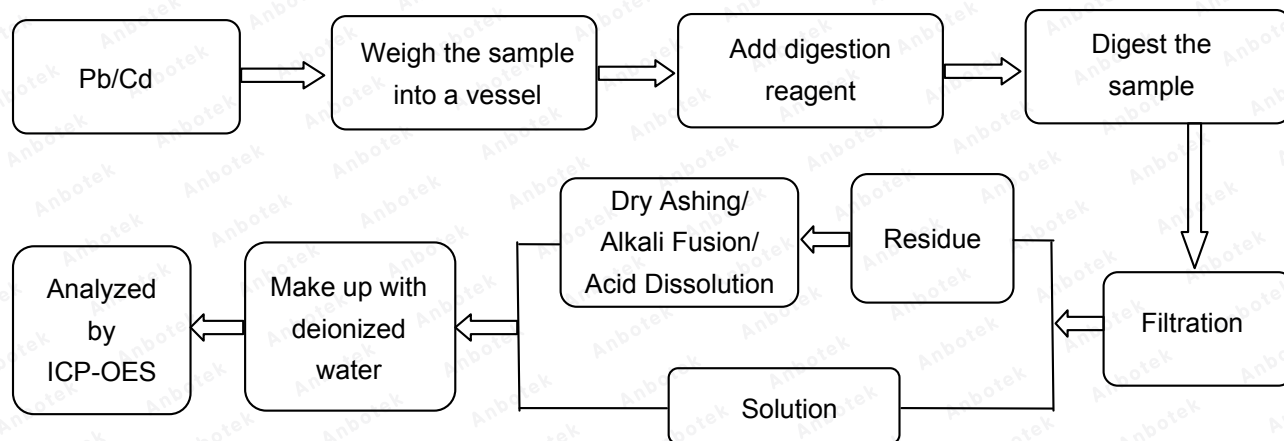 Pb/Cd
Weigh the sample
into a vessel
Add digestion
reagent
Digest the
sample
Filtration
Residue
Dry Ashing/
Alkali Fusion/
Acid Dissolution
Solution
Make up with
deionized
water
Analyzed
by
ICP-OES
Anbotek